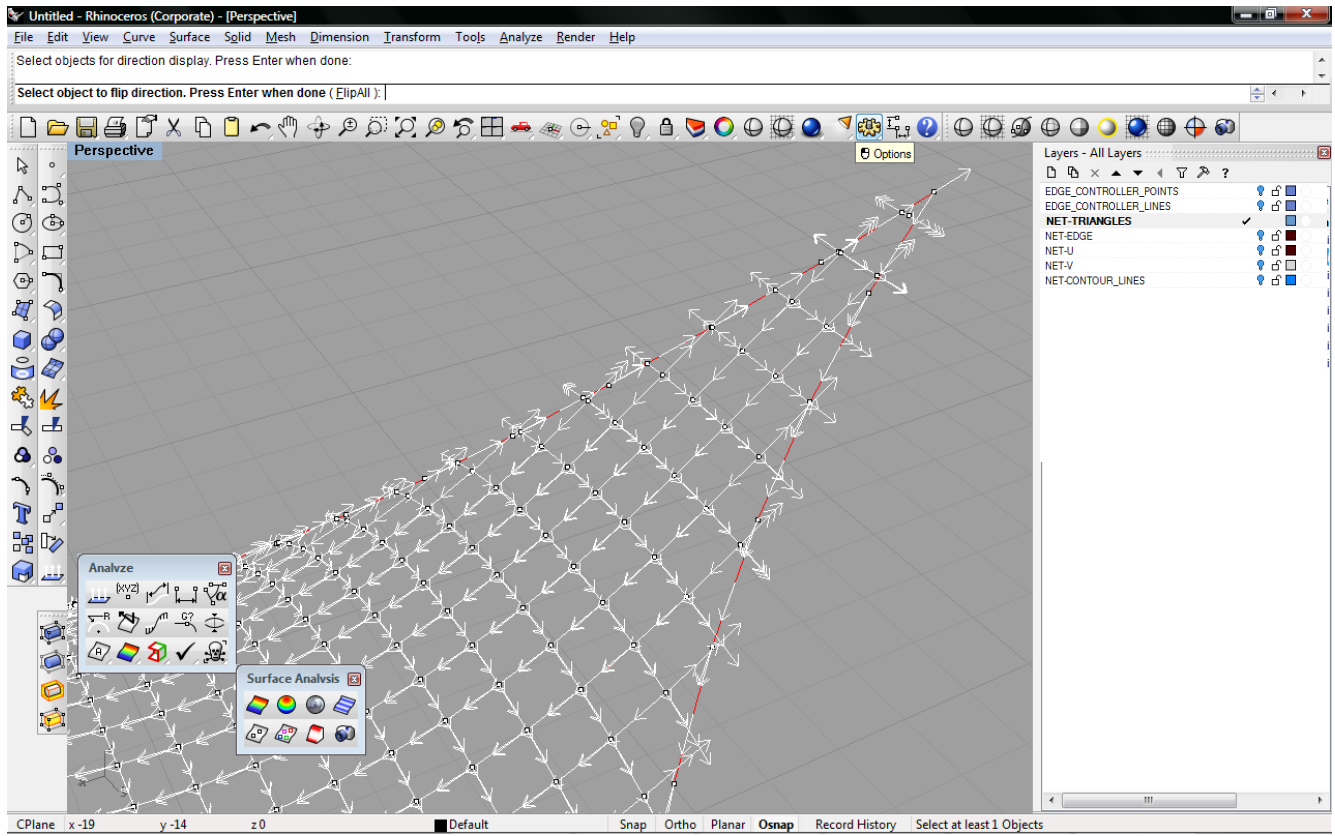 Untitled - Rhinoceros (Corporate) - [Perspective]
File Edit View Curve Surface Solid Mesh Dimension Transform Tools Analyze Render Help
Select objects for direction display. Press Enter when done:
Select object to flip direction. Press Enter when done ( FlipAll ):
Perspective
Options
Layers - All Layers
EDGE_CONTROLLER_POINTS
EDGE_CONTROLLER_LINES
NET-TRIANGLES
NET-EDGE
NET-U
NET-V
NET-CONTOUR_LINES
Analyze
Surface Analysis
CPlane x -19 y -14 z 0 Default Snap Ortho Planar Osnap Record History Select at least 1 Objects